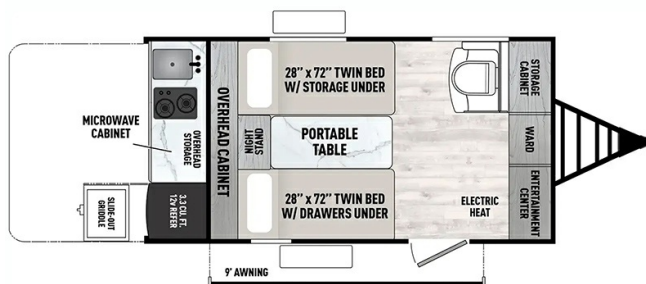 MICROWAVE
CABINET
OVERHEAD
STORAGE
3.3 CU. FT.
12V REFER
SLIDE-OUT
GRIDDLE
OVERHEAD CABINET
28” x 72” TWIN BED
W/ STORAGE UNDER
NIGHT
STAND
PORTABLE
TABLE
28” x 72” TWIN BED
W/ DRAWERS UNDER
STORAGE
CABINET
WARD
ENTERTAINMENT
CENTER
ELECTRIC
HEAT
9’ AWNING